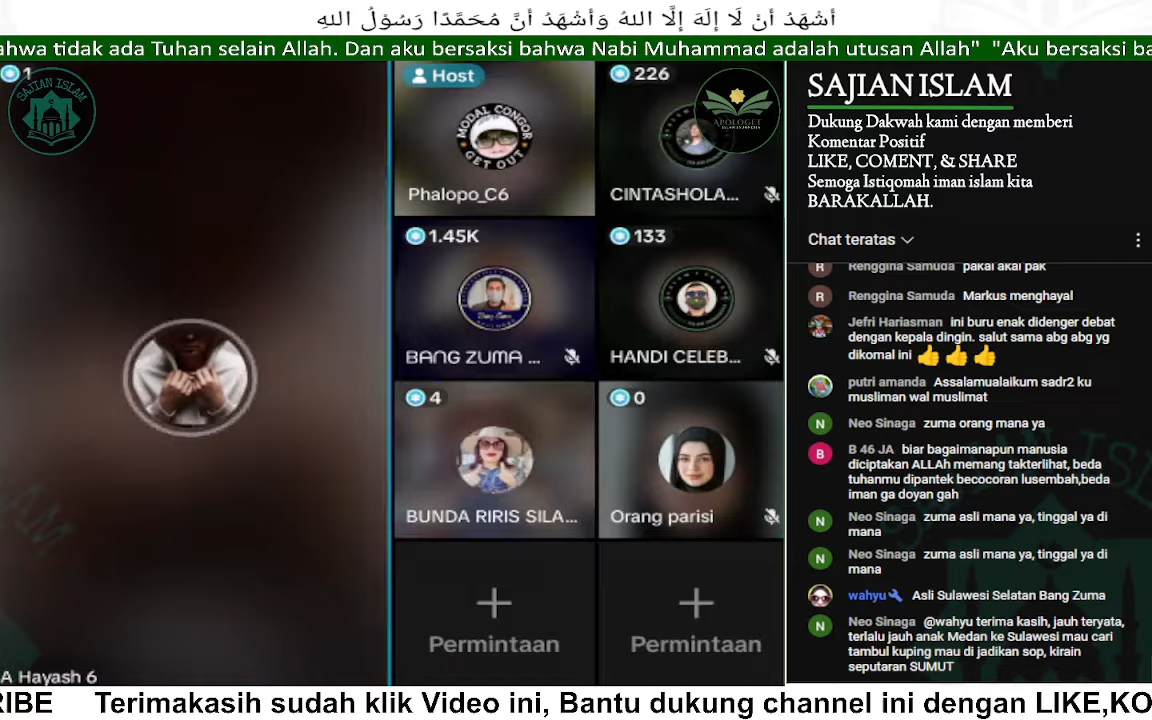 أَشْهَدُ أَنْ لَا إِلَهَ إِلَّا اللهُ وَأَشْهَدُ أَنَّ مُحَمَّدًا رَسُوْلُ اللهِ
ahwa tidak ada Tuhan selain Allah. Dan aku bersaksi bahwa Nabi Muhammad adalah utusan Allah" "Aku bersaksi ba
1
SAJIAN ISLAM
A Hayash 6
Host
MODAL CONGOR
GET OUT
Phalopo_C6
226
APOLOGET
CINTASHOLA...
1.45K
Bang Zuma
BANG ZUMA ...
133
HANDI CELEB...
4
BUNDA RIRIS SILA...
0
Orang parisi
+
Permintaan
+
Permintaan
SAJIAN ISLAM
Dukung Dakwah kami dengan memberi
Komentar Positif
LIKE, COMENT, & SHARE
Semoga Istiqomah iman islam kita
BARAKALLAH.
Chat teratas
R Renggina Samuda pakai akal pak
R Renggina Samuda Markus menghayal
Jefri Hariasman ini buru enak didenger debat
dengan kepala dingin. salut sama abg abg yg
dikomal ini 👍 👍 👍
putri amanda Assalamualaikum sadr2 ku
musliman wal muslimat
N Neo Sinaga zuma orang mana ya
B B 46 JA biar bagaimanapun manusia
diciptakan ALLAh memang takterlihat, beda
tuhanmu dipantek becocoran lusembah,beda
iman ga doyan gah
N Neo Sinaga zuma asli mana ya, tinggal ya di
mana
N Neo Sinaga zuma asli mana ya, tinggal ya di
mana
wahyu Asli Sulawesi Selatan Bang Zuma
N Neo Sinaga @wahyu terima kasih, jauh teryata,
terlalu jauh anak Medan ke Sulawesi mau cari
tambul kuping mau di jadikan sop, kirain
seputaran SUMUT
RIBE Terimakasih sudah klik Video ini, Bantu dukung channel ini dengan LIKE,KO